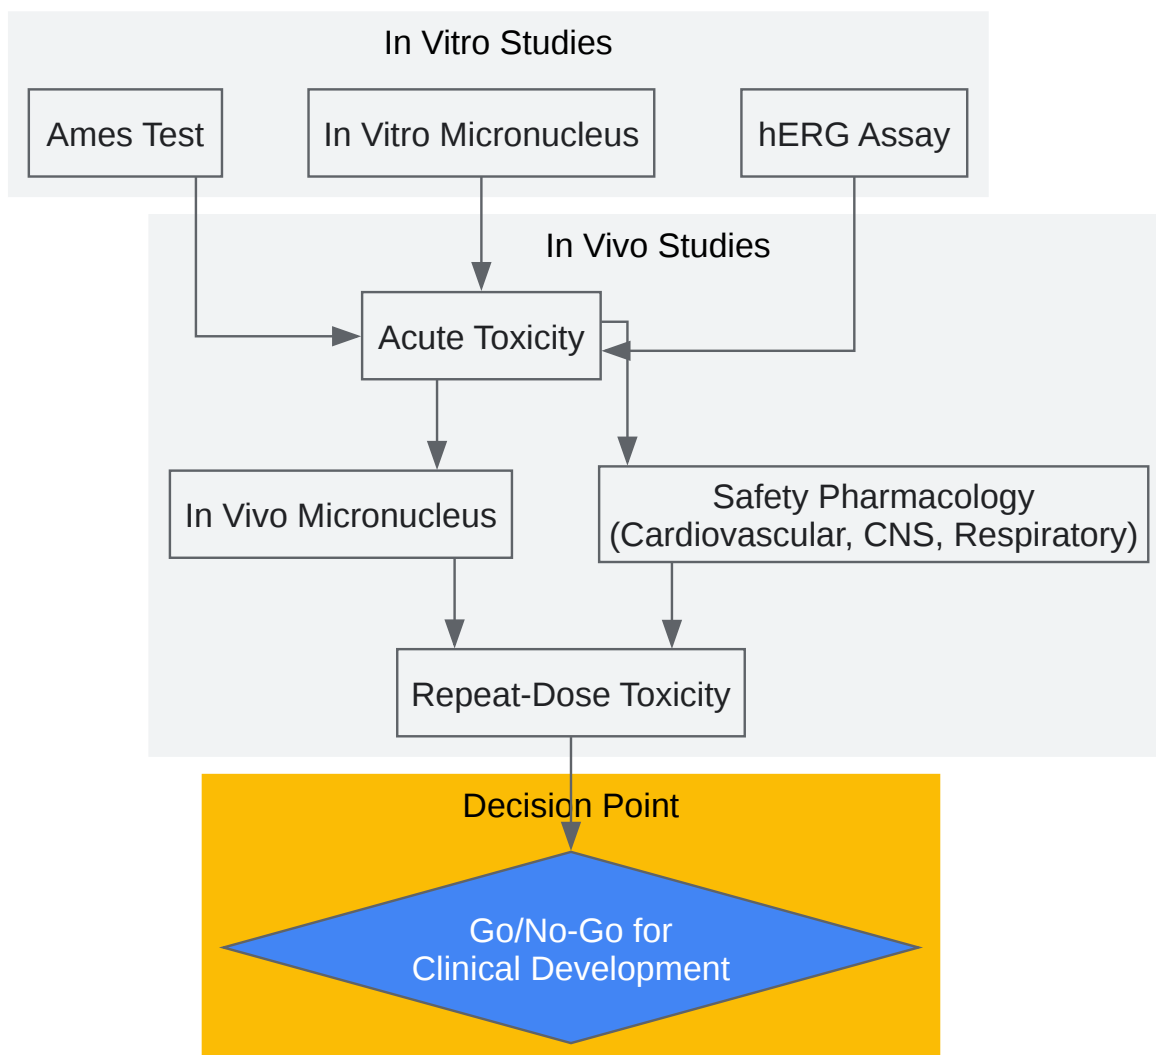 In Vitro Studies
Ames Test
In Vitro Micronucleus
hERG Assay
In Vivo Studies
Acute Toxicity
In Vivo Micronucleus
Safety Pharmacology
(Cardiovascular, CNS, Respiratory)
Repeat-Dose Toxicity
Decision Point
Go/No-Go for
Clinical Development